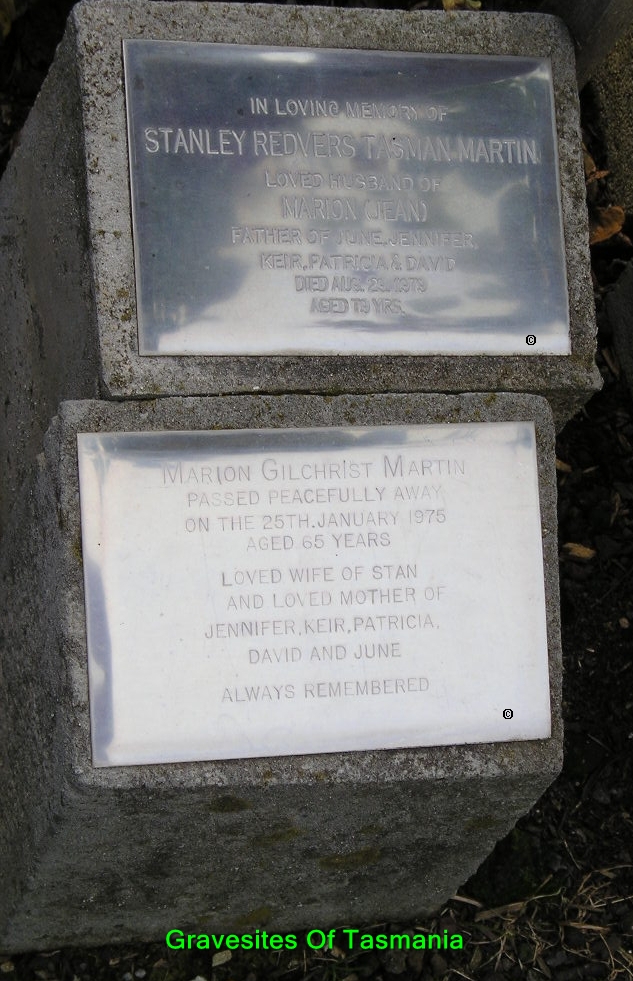 IN LOVING MEMORY OF
STANLEY REDVERS TASMAN MARTIN
LOVED HUSBAND OF
MARION (JEAN)
FATHER OF JUNE, JENNIFER,
KEIR, PATRICIA & DAVID
DIED AUG. 23, 1979
AGED 79 YRS.
©
MARION GILCHRIST MARTIN
PASSED PEACEFULLY AWAY
ON THE 25TH. JANUARY 1975
AGED 65 YEARS
LOVED WIFE OF STAN
AND LOVED MOTHER OF
JENNIFER, KEIR, PATRICIA,
DAVID AND JUNE
ALWAYS REMEMBERED
©
Gravesites Of Tasmania